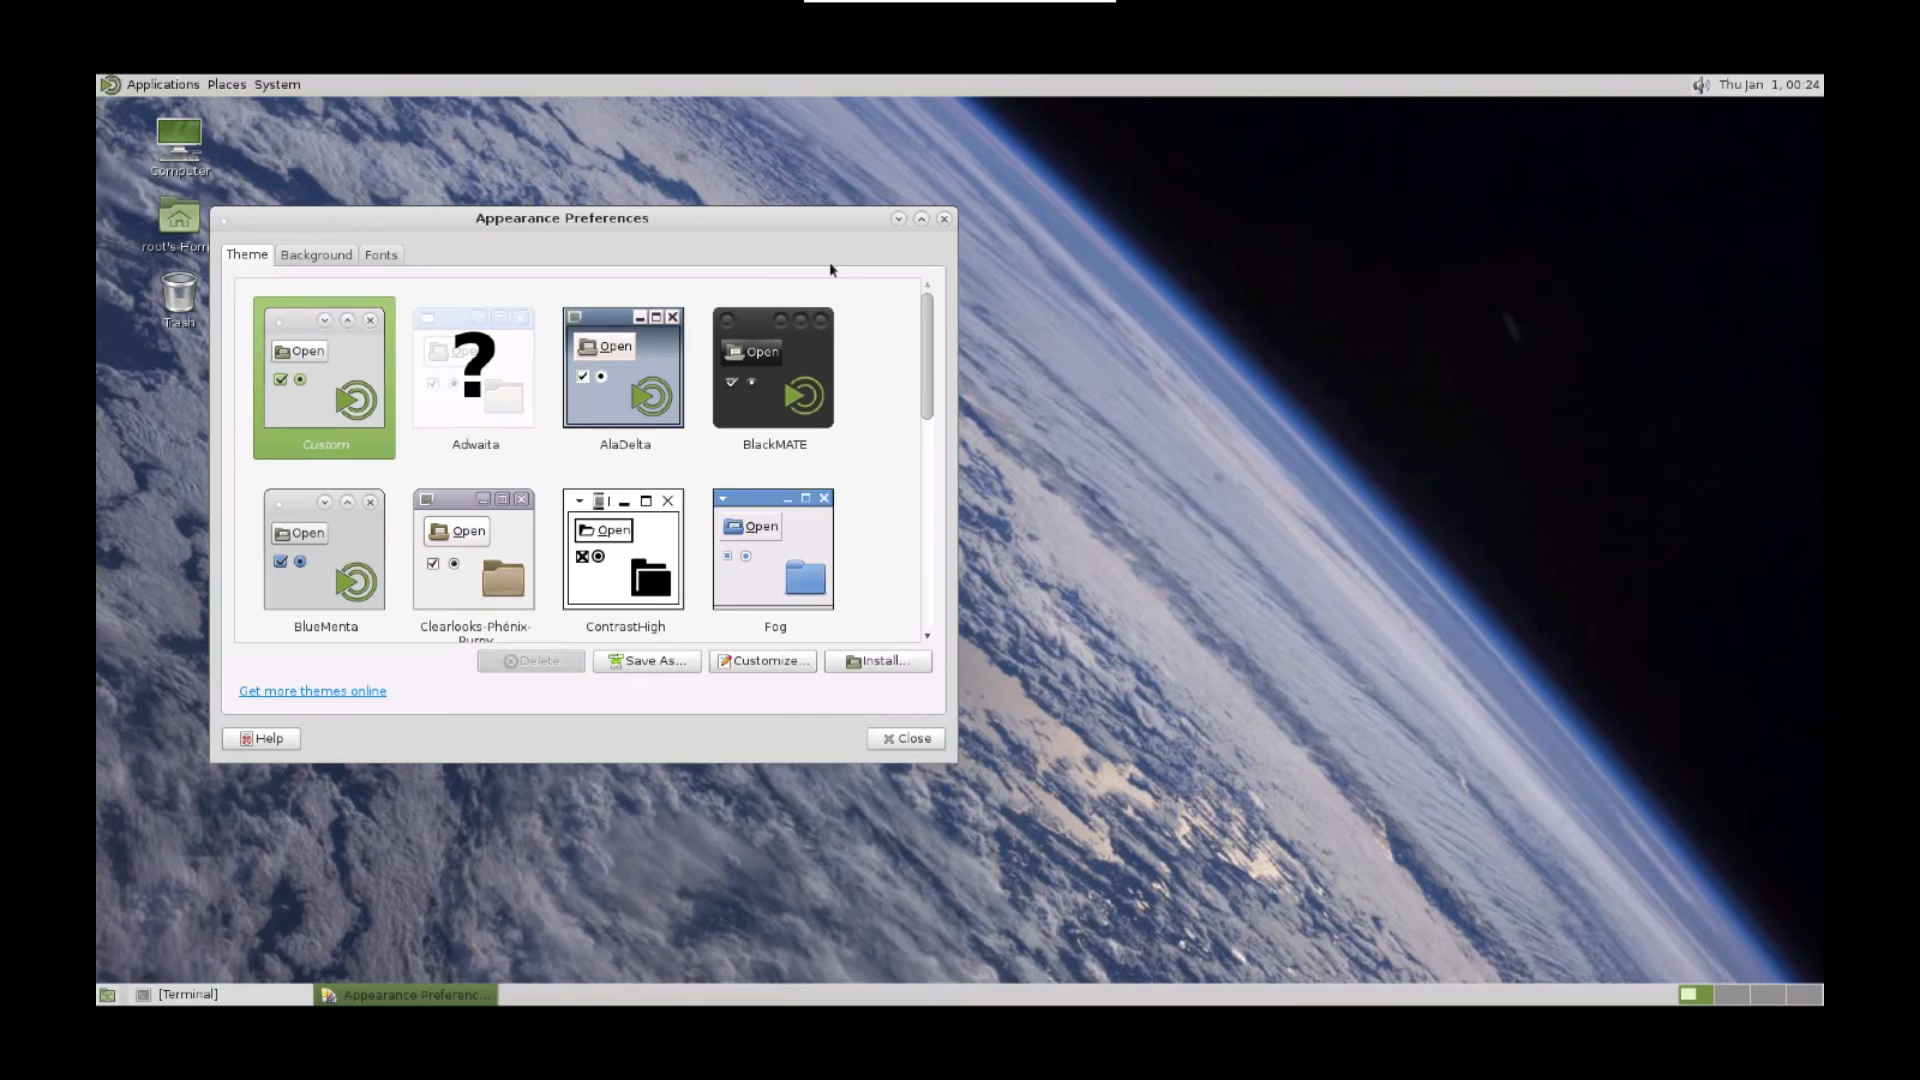 Applications Places System
Thu Jan 1, 00:24
Computer
root's Hom
Trash
Appearance Preferences
Theme Background Fonts
Open
Open
Open
Open
Custom
Adwaita
AlaDelta
BlackMATE
Open
Open
Open
Open
BlueMenta
Clearlooks-Phénix-
Purpy
ContrastHigh
Fog
Delete
Save As...
Customize...
Install...
Get more themes online
Help
Close
[Terminal]
Appearance Preferenc...